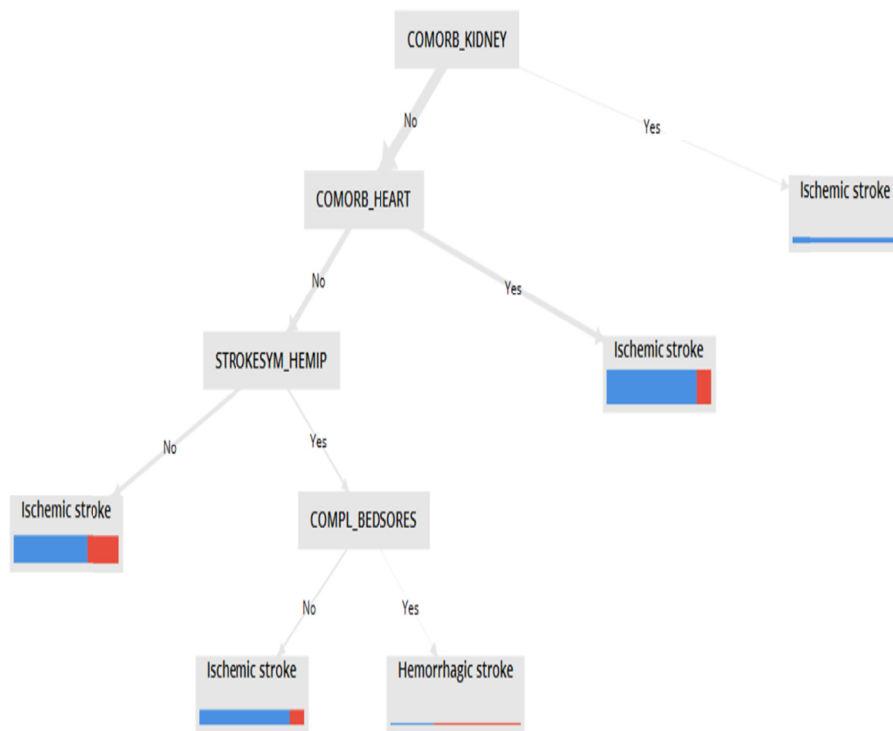 COMORB_KIDNEY
No
Yes
COMORB_HEART
Ischemic stroke
No
Yes
STROKESYM_HEMIP
Ischemic stroke
No
Yes
Ischemic stroke
COMPL_BEDSORES
No
Yes
Ischemic stroke
Hemorrhagic stroke